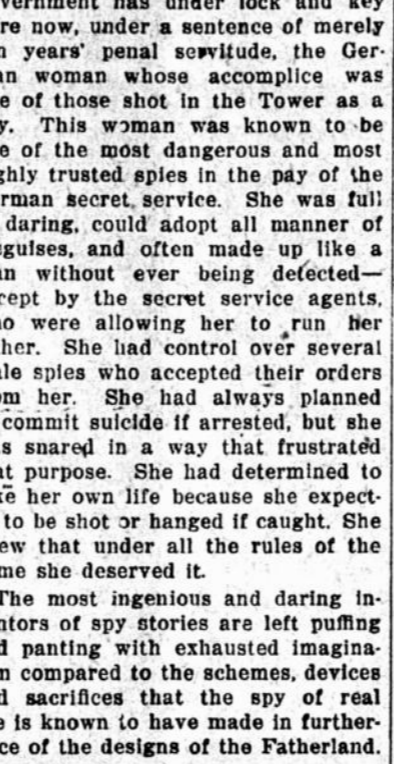 vernment has under lock and key
re now, under a sentence of merely
n years' penal servitude, the Ger-
an woman whose accomplice was
e of those shot in the Tower as a
y. This woman was known to be
e of the most dangerous and most
ghly trusted spies in the pay of the
rman secret service. She was full
daring, could adopt all manner of
guises, and often made up like a
an without ever being detected—
cept by the secret service agents,
o were allowing her to run her
her. She had control over several
ale spies who accepted their orders
om her. She had always planned
commit suicide if arrested, but she
s snared in a way that frustrated
at purpose. She had determined to
ke her own life because she expect-
to be shot or hanged if caught. She
ew that under all the rules of the
me she deserved it.
The most ingenious and daring in-
ntors of spy stories are left puffing
d panting with exhausted imagina-
n compared to the schemes, devices
d sacrifices that the spy of real
e is known to have made in further-
ce of the designs of the Fatherland.